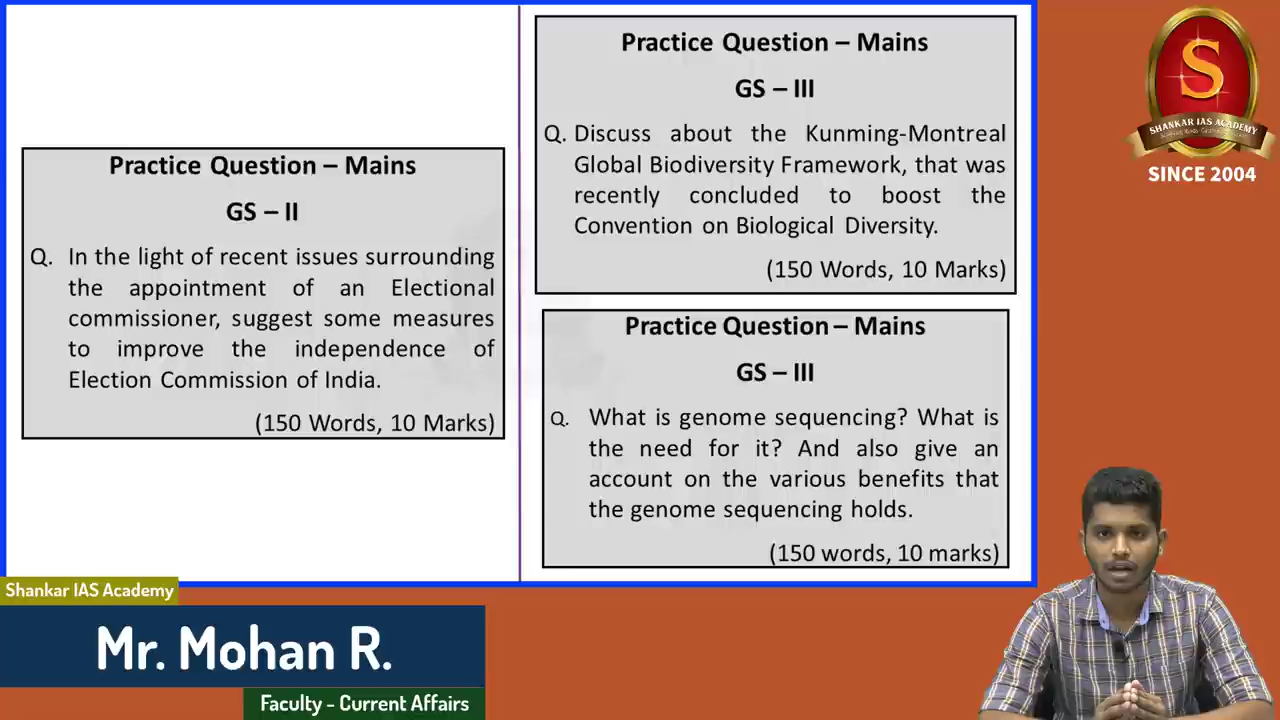 Practice Question – Mains
GS – II
Q. In the light of recent issues surrounding
the appointment of an Electional
commissioner, suggest some measures
to improve the independence of
Election Commission of India.
(150 Words, 10 Marks)
Practice Question – Mains
GS – III
Q. Discuss about the Kunming-Montreal
Global Biodiversity Framework, that was
recently concluded to boost the
Convention on Biological Diversity.
(150 Words, 10 Marks)
Practice Question – Mains
GS – III
Q. What is genome sequencing? What is
the need for it? And also give an
account on the various benefits that
the genome sequencing holds.
(150 words, 10 marks)
S
SHANKAR IAS ACADEMY
SINCE 2004
Shankar IAS Academy
Mr. Mohan R.
Faculty - Current Affairs